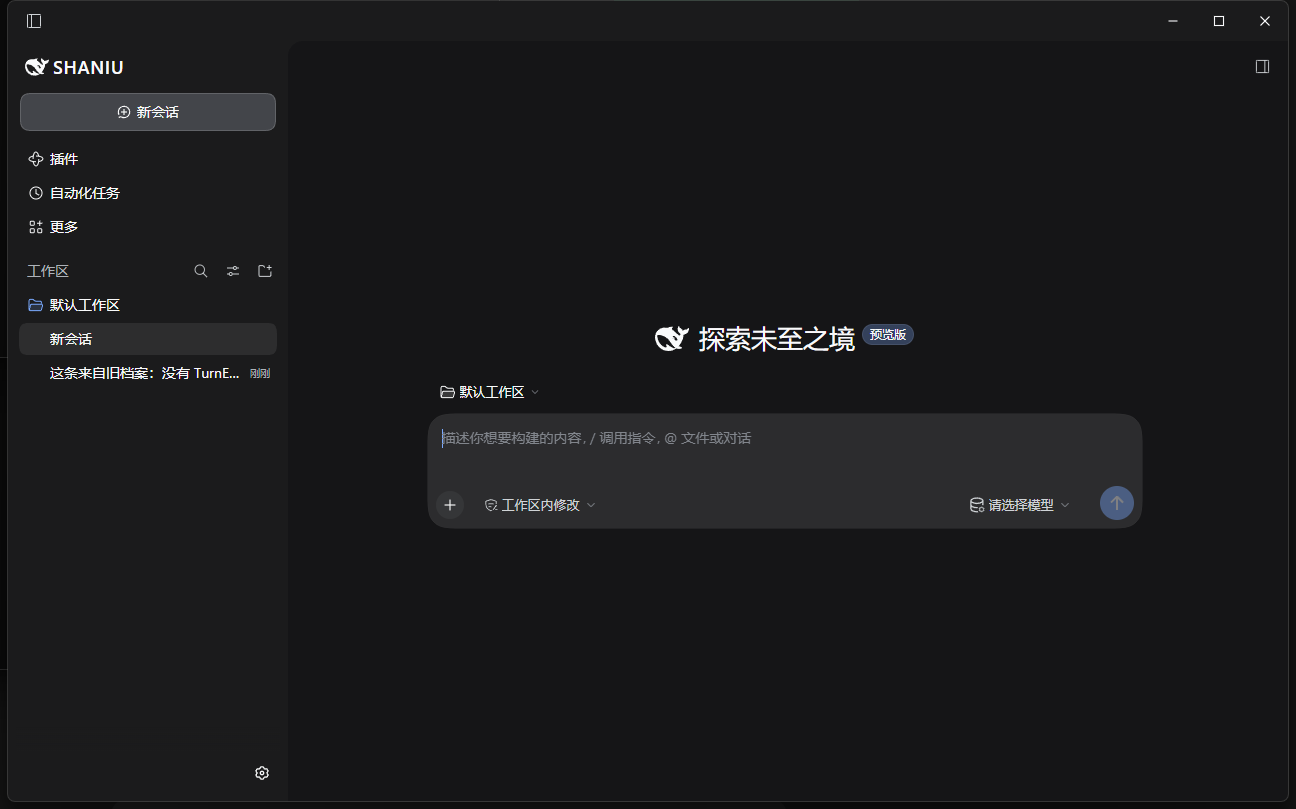 SHANIU
新会话
插件
自动化任务
更多
工作区
默认工作区
新会话
这条来自旧档案：没有 TurnE... 刚刚
探索未至之境 预览版
默认工作区
描述你想要构建的内容, / 调用指令, @ 文件或对话
工作区内修改 请选择模型